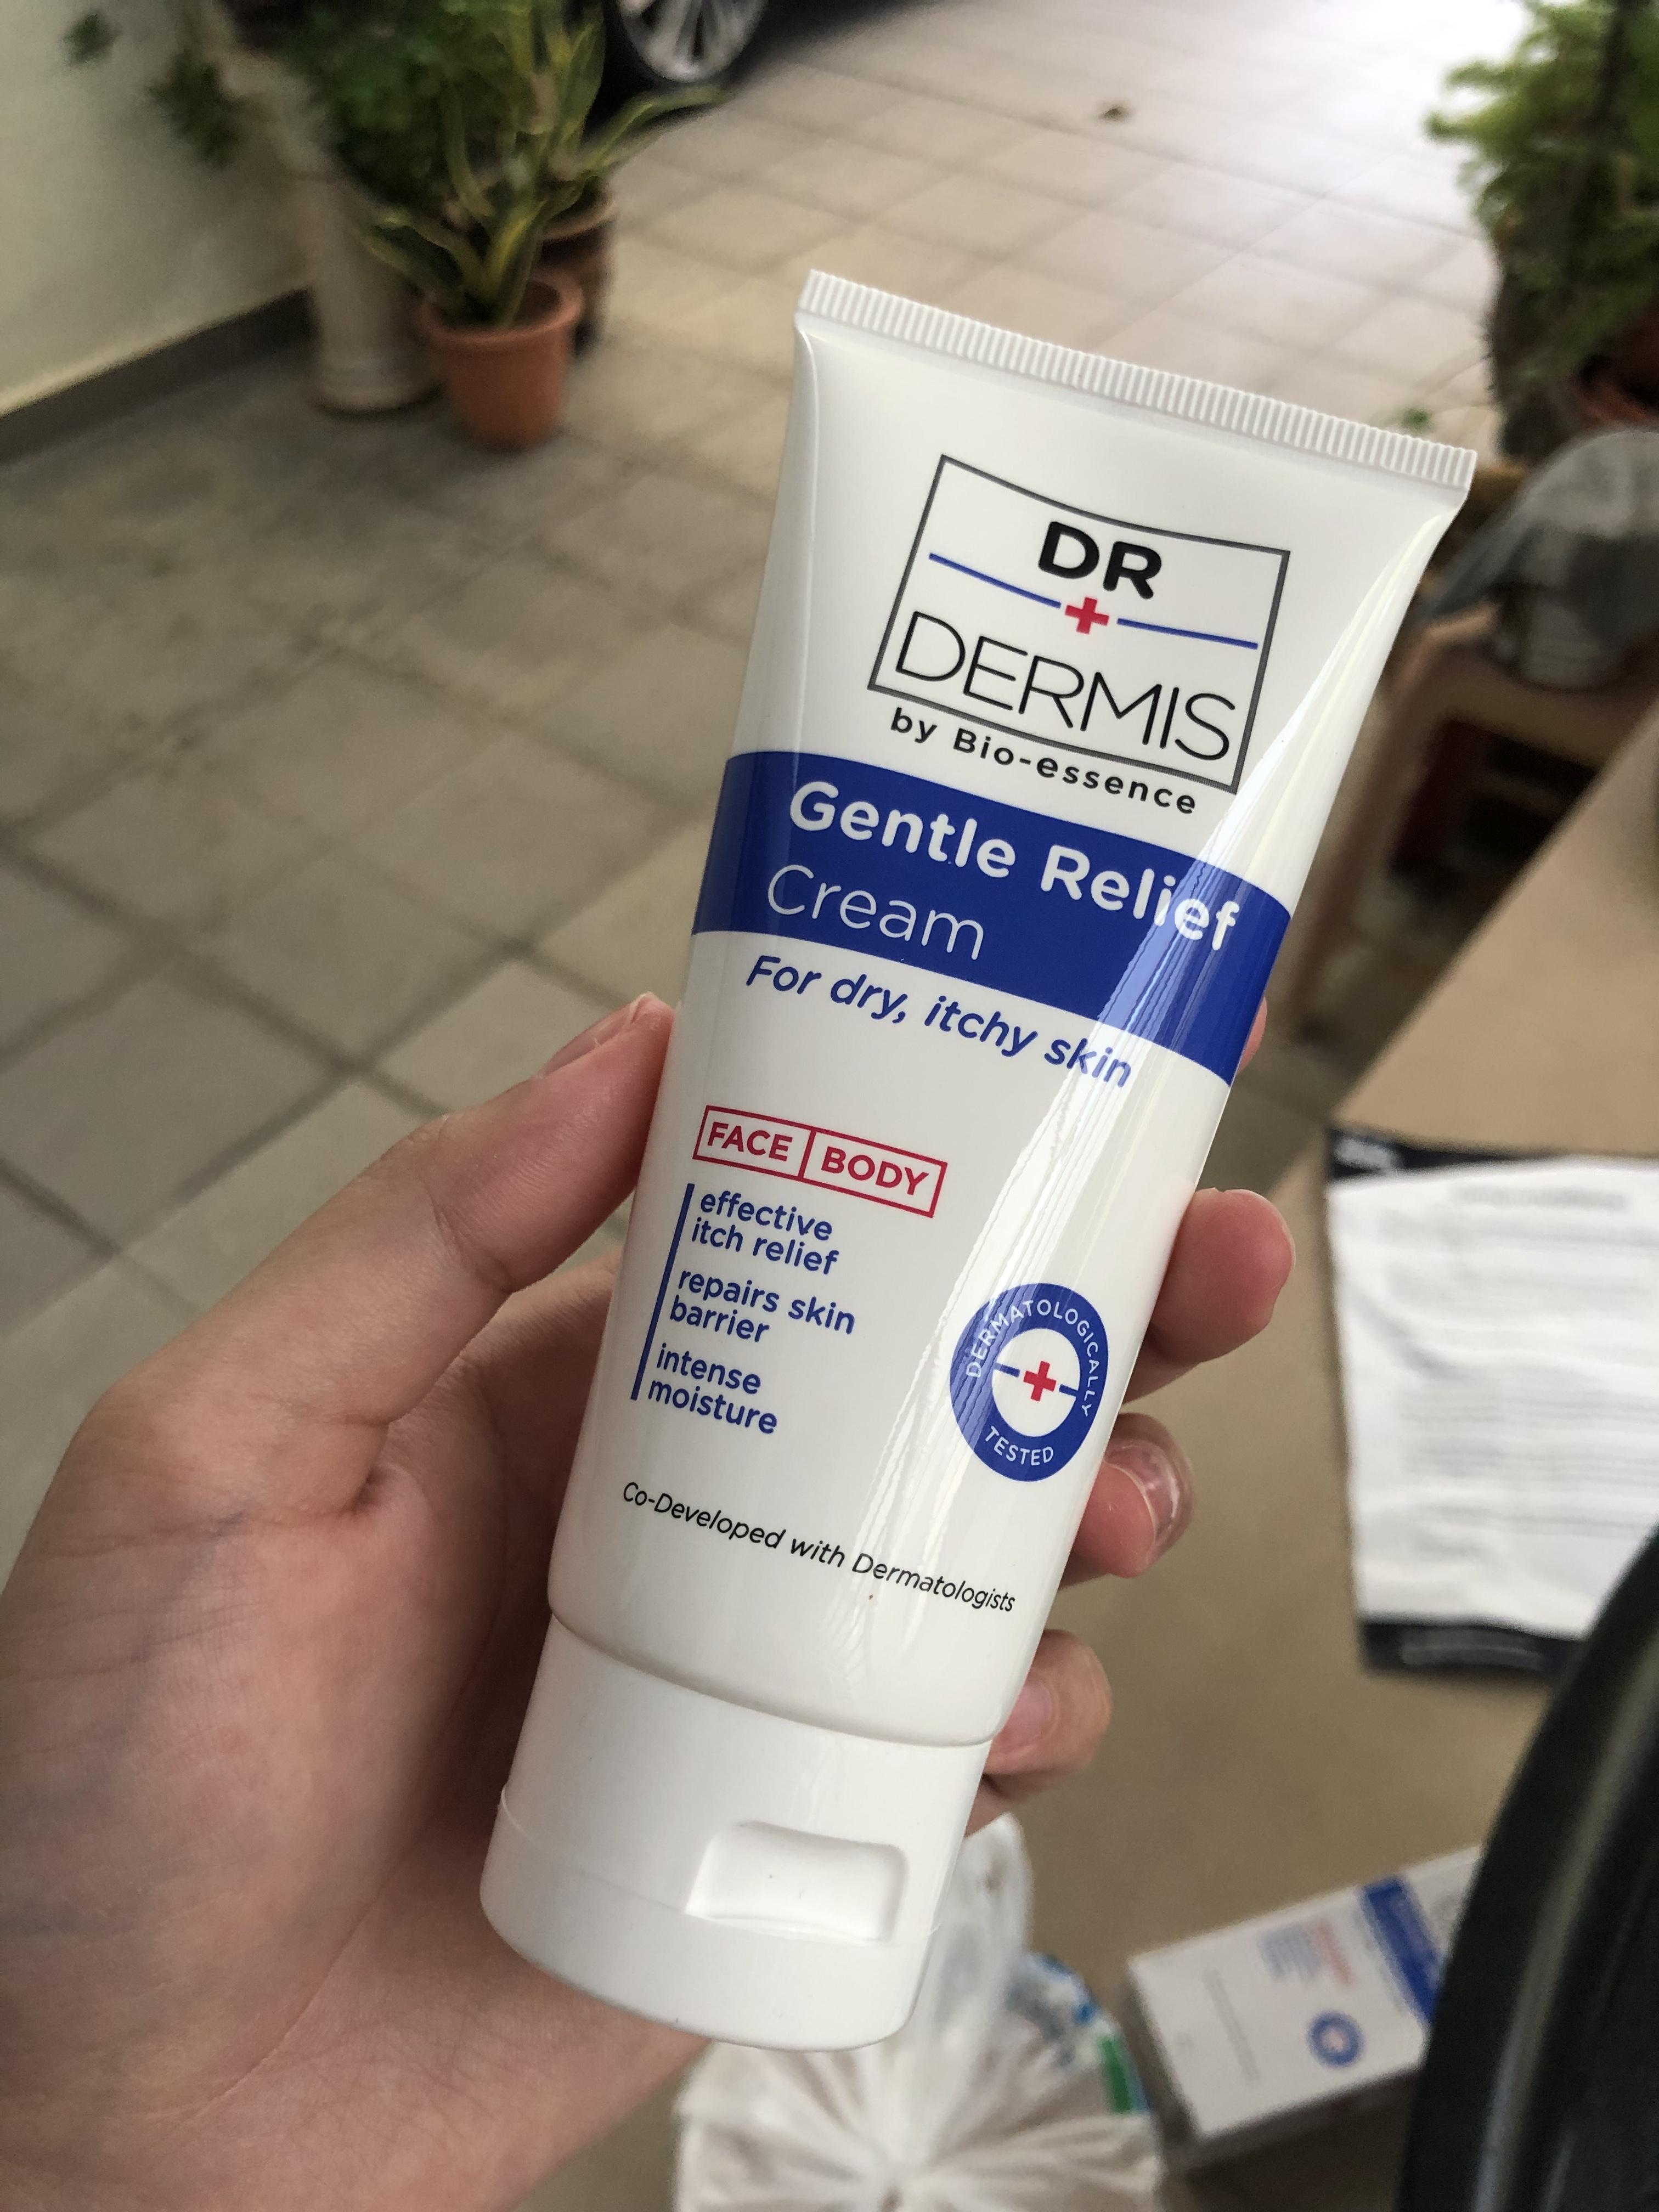 DR
DERMIS
by Bio-essence
Gentle Relief
Cream
For dry, itchy skin
FACE BODY
effective
itch relief
repairs skin
barrier
intense
moisture
DERMATOLOGICALLY
TESTED
Co-Developed with Dermatologists